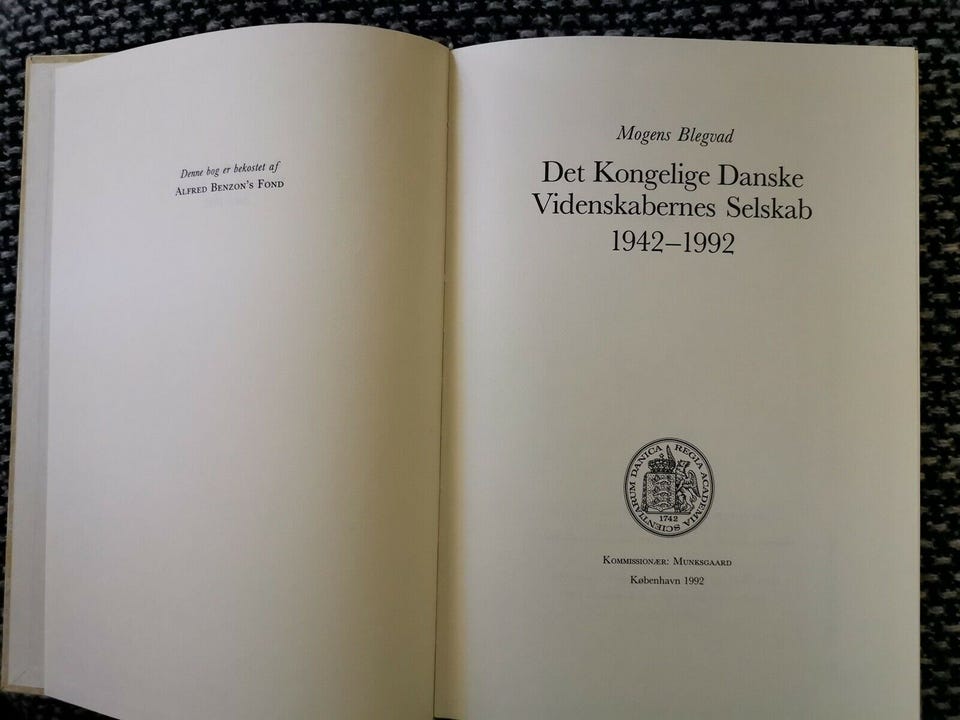 Denne bog er bekostet af
ALFRED BENZON'S FOND
Mogens Blegvad
Det Kongelige Danske
Videnskabernes Selskab
1942–1992
REGIA ACADEMIA SCIENTIARUM DANICA
1742
KOMMISSIONÆR: MUNKSGAARD
København 1992